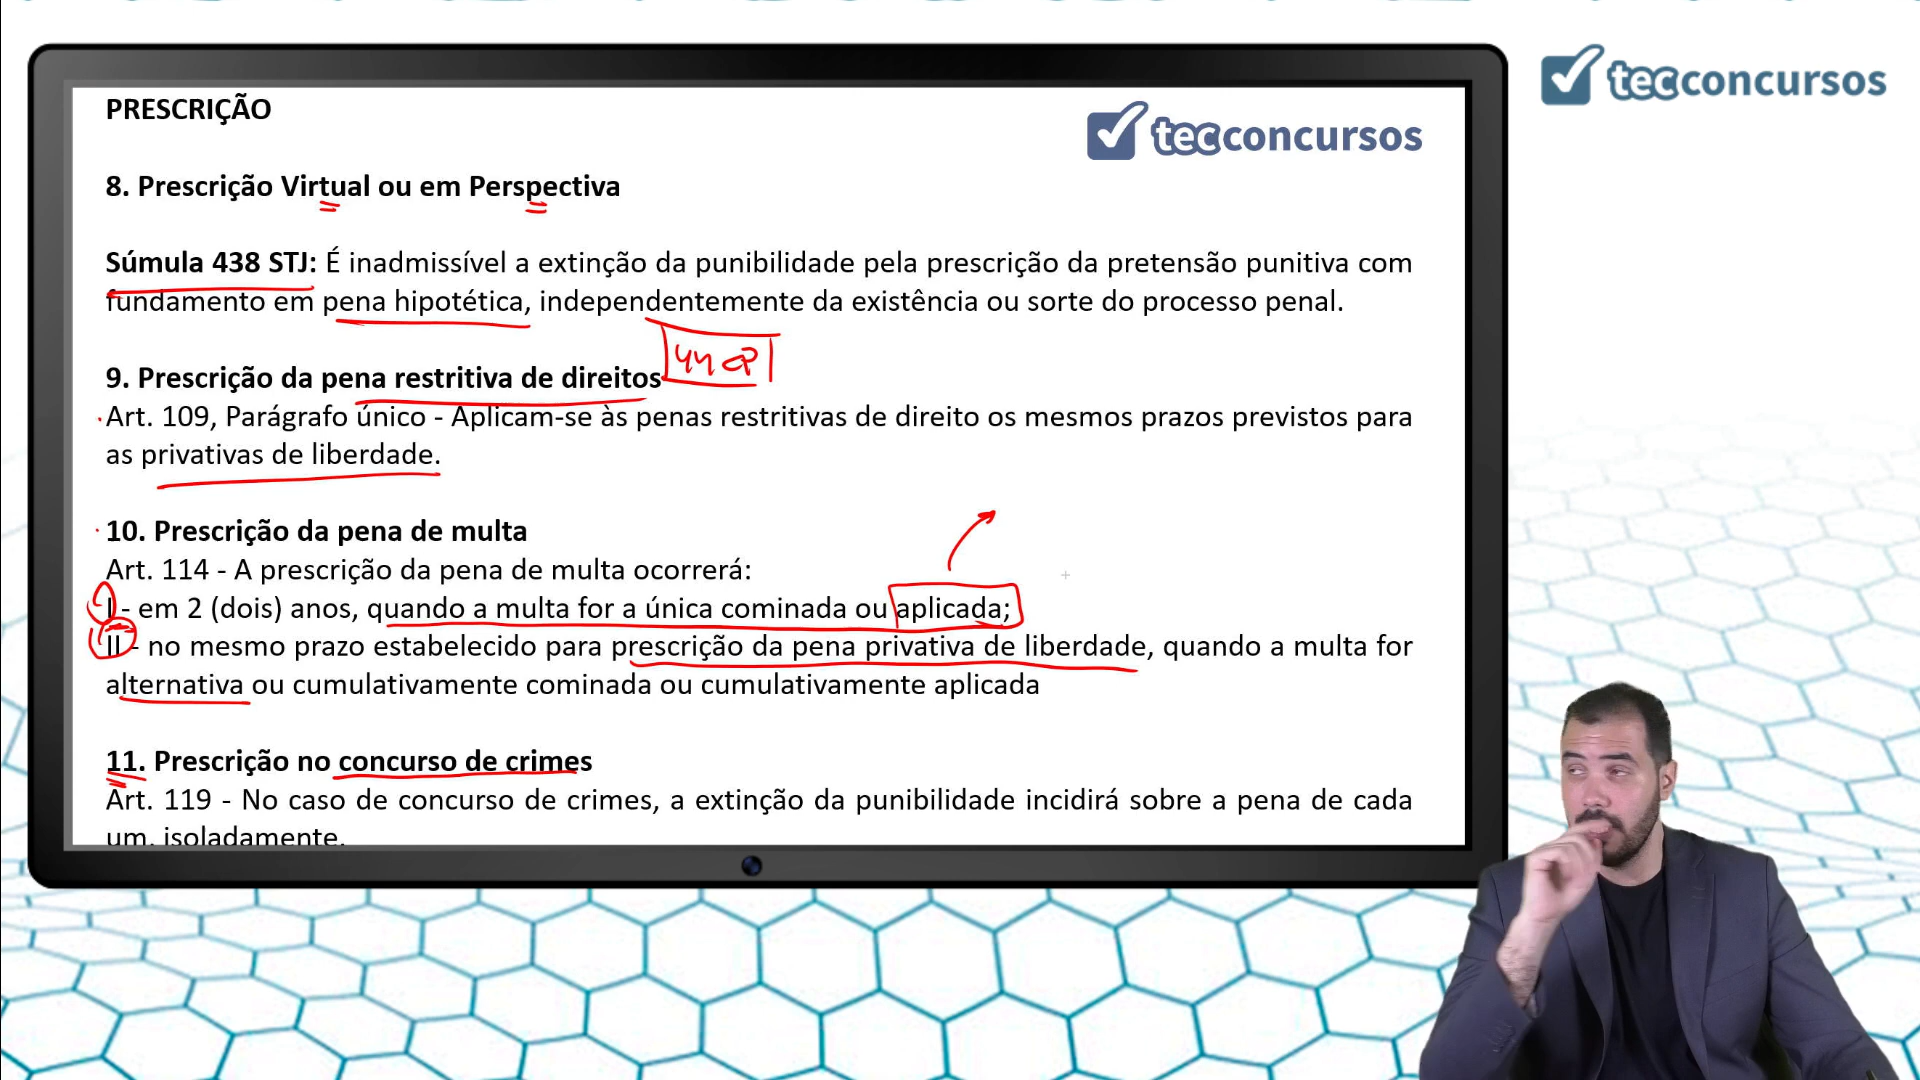 tecconcursos
PRESCRIÇÃO
tecconcursos
8. Prescrição Virtual ou em Perspectiva
Súmula 438 STJ: É inadmissível a extinção da punibilidade pela prescrição da pretensão punitiva com
fundamento em pena hipotética, independentemente da existência ou sorte do processo penal.
44 CP
9. Prescrição da pena restritiva de direitos
Art. 109, Parágrafo único - Aplicam-se às penas restritivas de direito os mesmos prazos previstos para
as privativas de liberdade.
10. Prescrição da pena de multa
Art. 114 - A prescrição da pena de multa ocorrerá:
I - em 2 (dois) anos, quando a multa for a única cominada ou aplicada;
II - no mesmo prazo estabelecido para prescrição da pena privativa de liberdade, quando a multa for
alternativa ou cumulativamente cominada ou cumulativamente aplicada
11. Prescrição no concurso de crimes
Art. 119 - No caso de concurso de crimes, a extinção da punibilidade incidirá sobre a pena de cada
um, isoladamente.